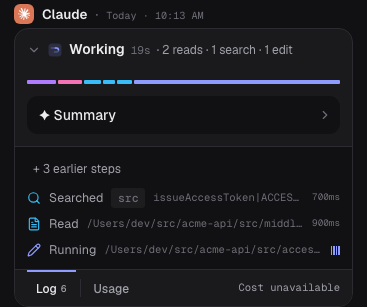 Claude · Today · 10:13 AM
Working 19s · 2 reads · 1 search · 1 edit
Summary
+ 3 earlier steps
Searched src issueAccessToken|ACCES… 700ms
Read /Users/dev/src/acme-api/src/middl… 900ms
Running /Users/dev/src/acme-api/src/acces…
Log 6 Usage Cost unavailable